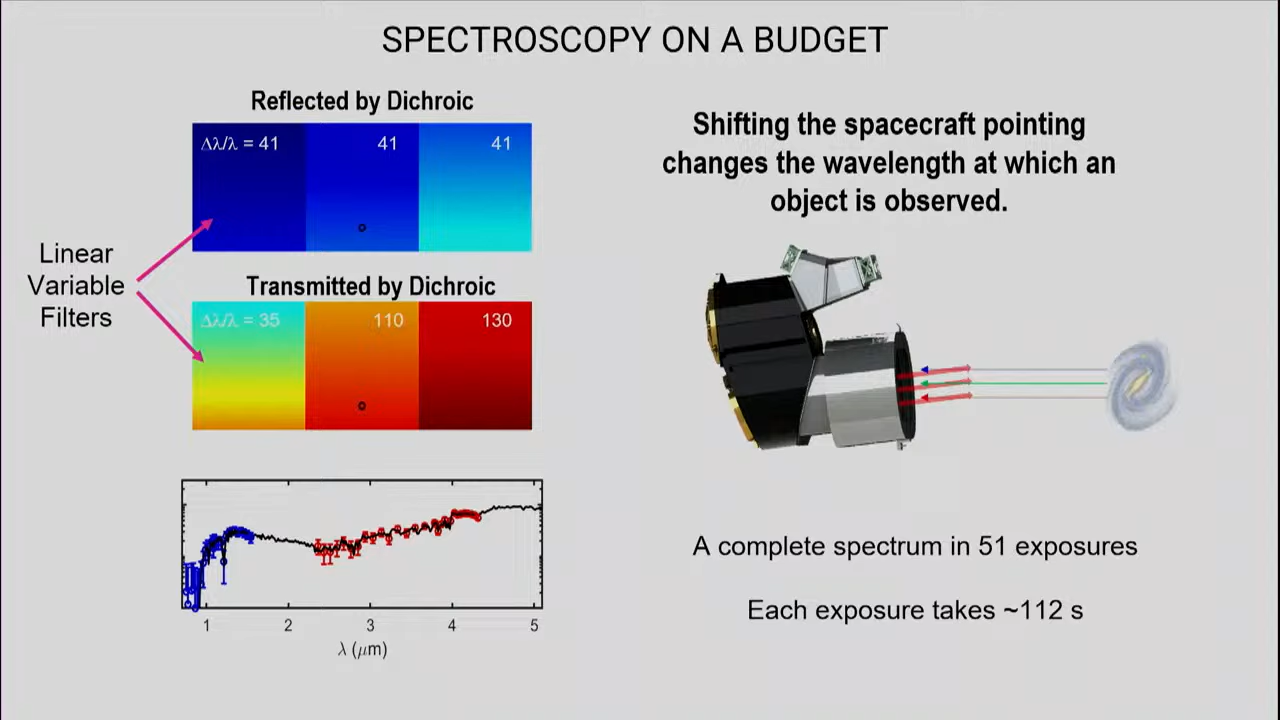 SPECTROSCOPY ON A BUDGET
Reflected by Dichroic
Δλ/λ = 41
41
41
Linear
Variable
Filters
Transmitted by Dichroic
Δλ/λ = 35
110
130
1
2
3
4
5
λ (μm)
Shifting the spacecraft pointing
changes the wavelength at which an
object is observed.
A complete spectrum in 51 exposures
Each exposure takes ~112 s